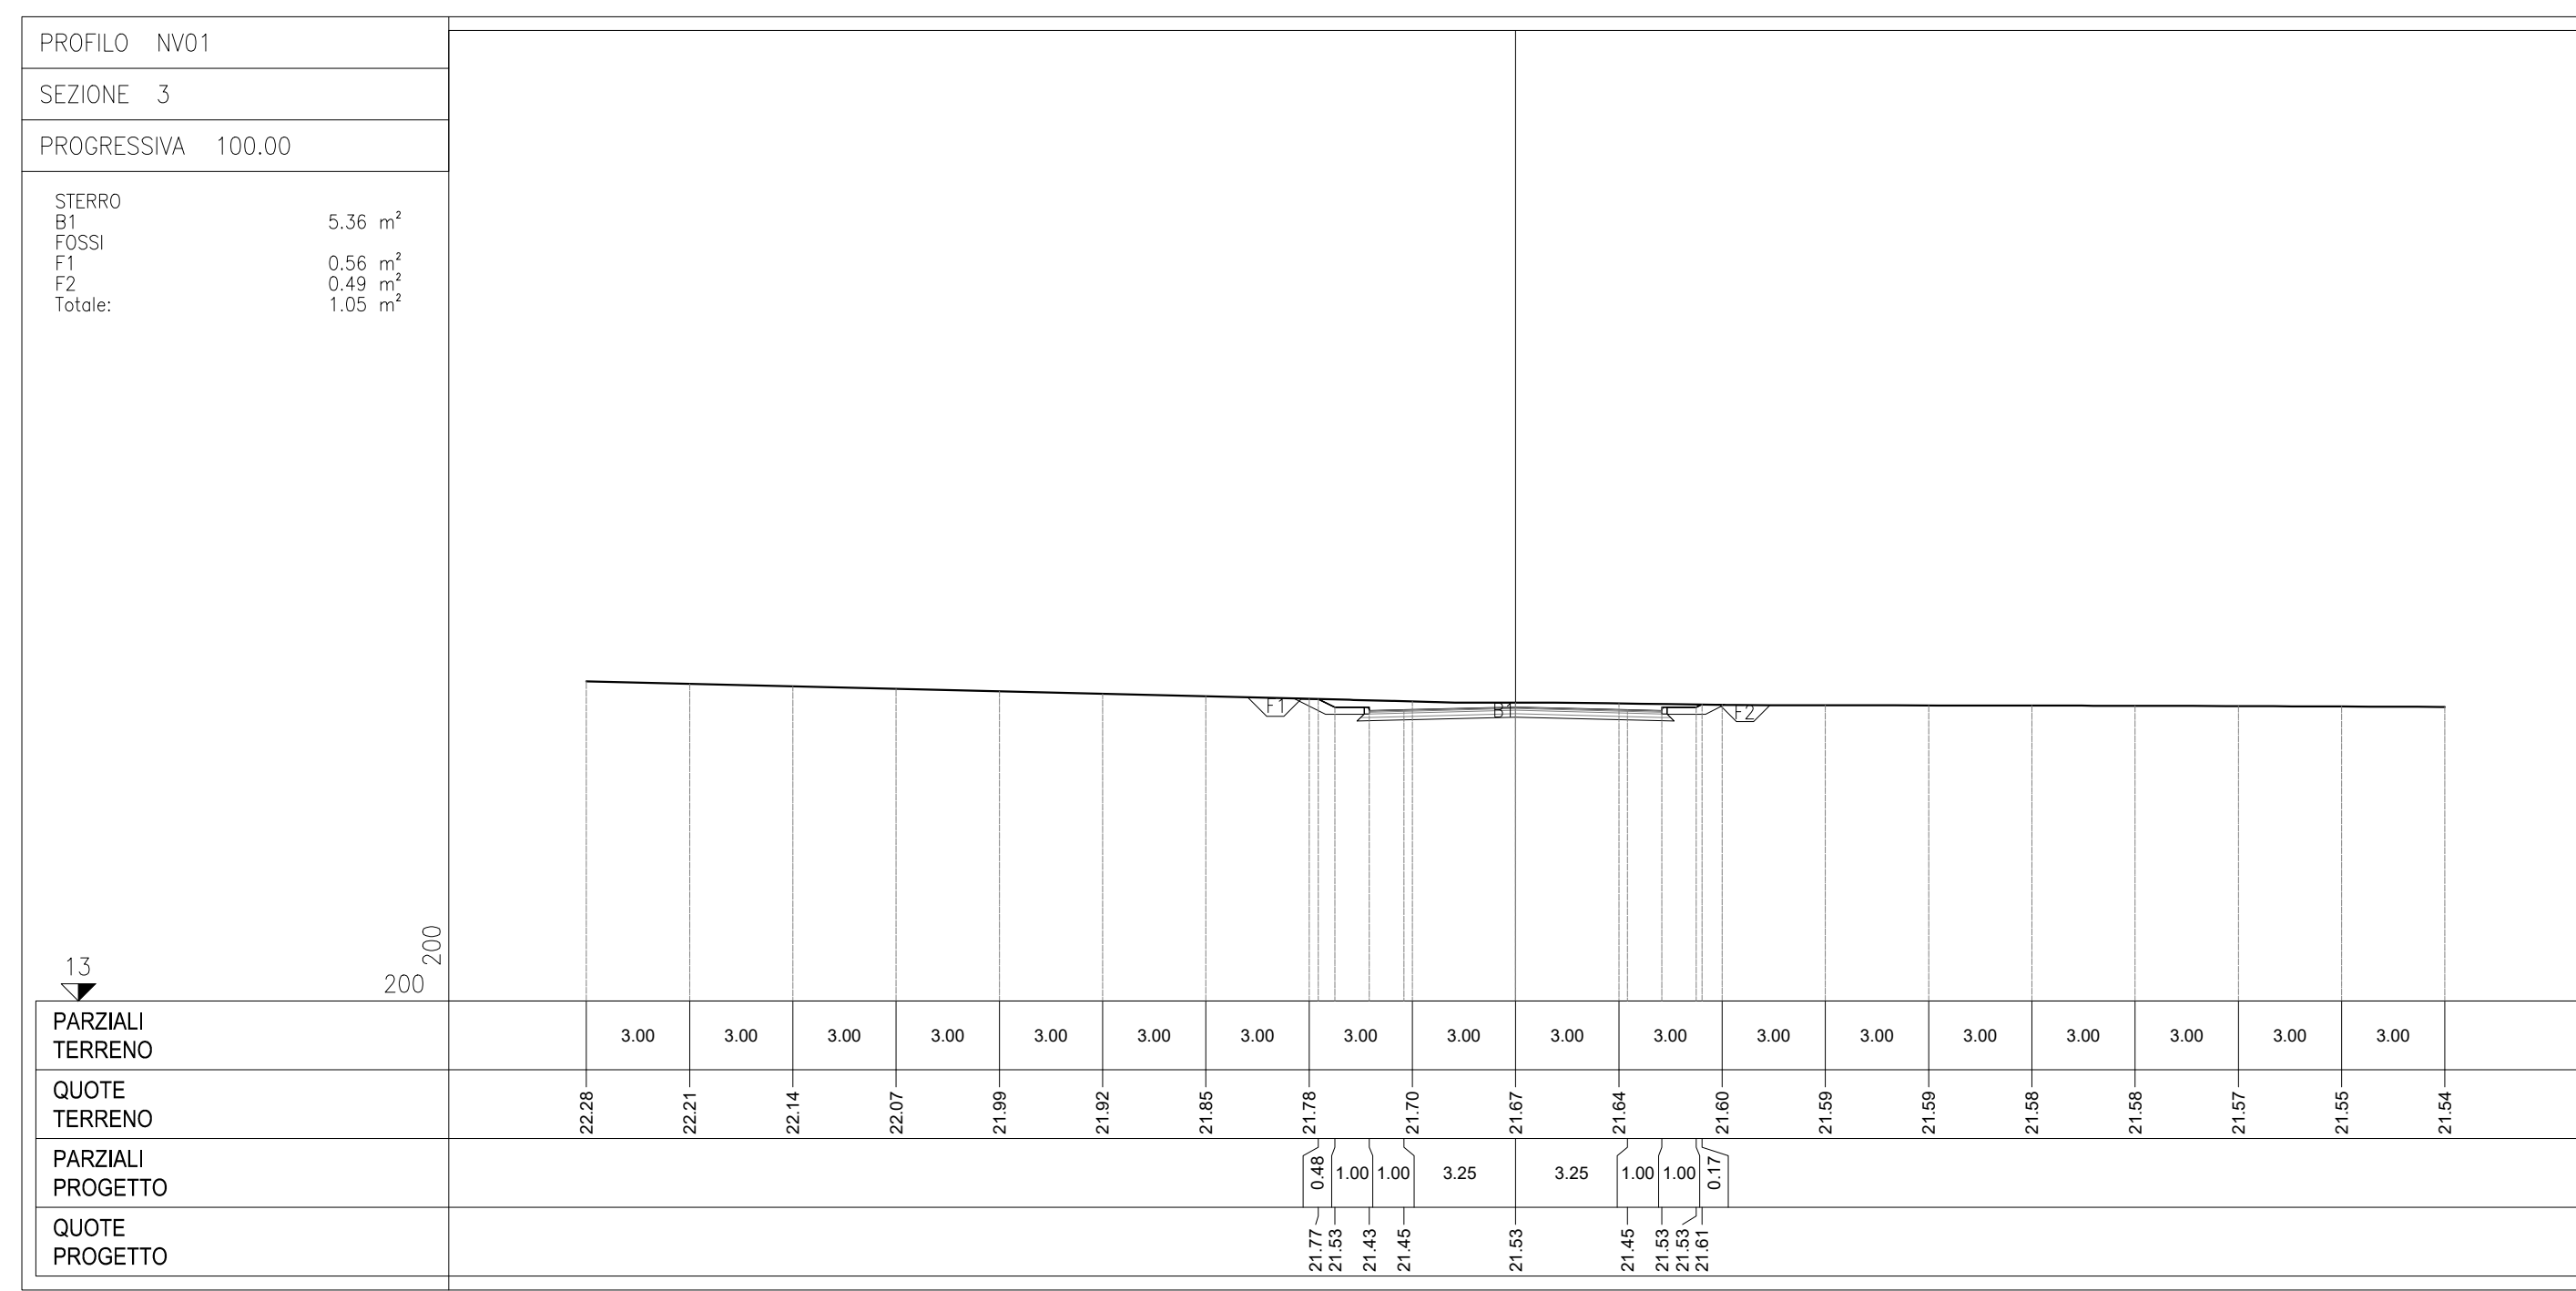 PROFILO NV01
SEZIONE 3
PROGRESSIVA 100.00
STERRO
B1 5.36 m²
FOSSI
F1 0.56 m²
F2 0.49 m²
Totale: 1.05 m²
F1 B1 F2
200
13 200
PARZIALI
TERRENO
3.00 3.00 3.00 3.00 3.00 3.00 3.00 3.00 3.00 3.00 3.00 3.00 3.00 3.00 3.00 3.00 3.00 3.00
QUOTE
TERRENO
22.28 22.21 22.14 22.07 21.99 21.92 21.85 21.78 21.70 21.67 21.64 21.60 21.59 21.59 21.58 21.58 21.57 21.55 21.54
PARZIALI
PROGETTO
0.48 1.00 1.00 3.25 3.25 1.00 1.00 0.17
QUOTE
PROGETTO
21.77 21.53 21.43 21.45 21.53 21.45 21.53 21.53 21.61